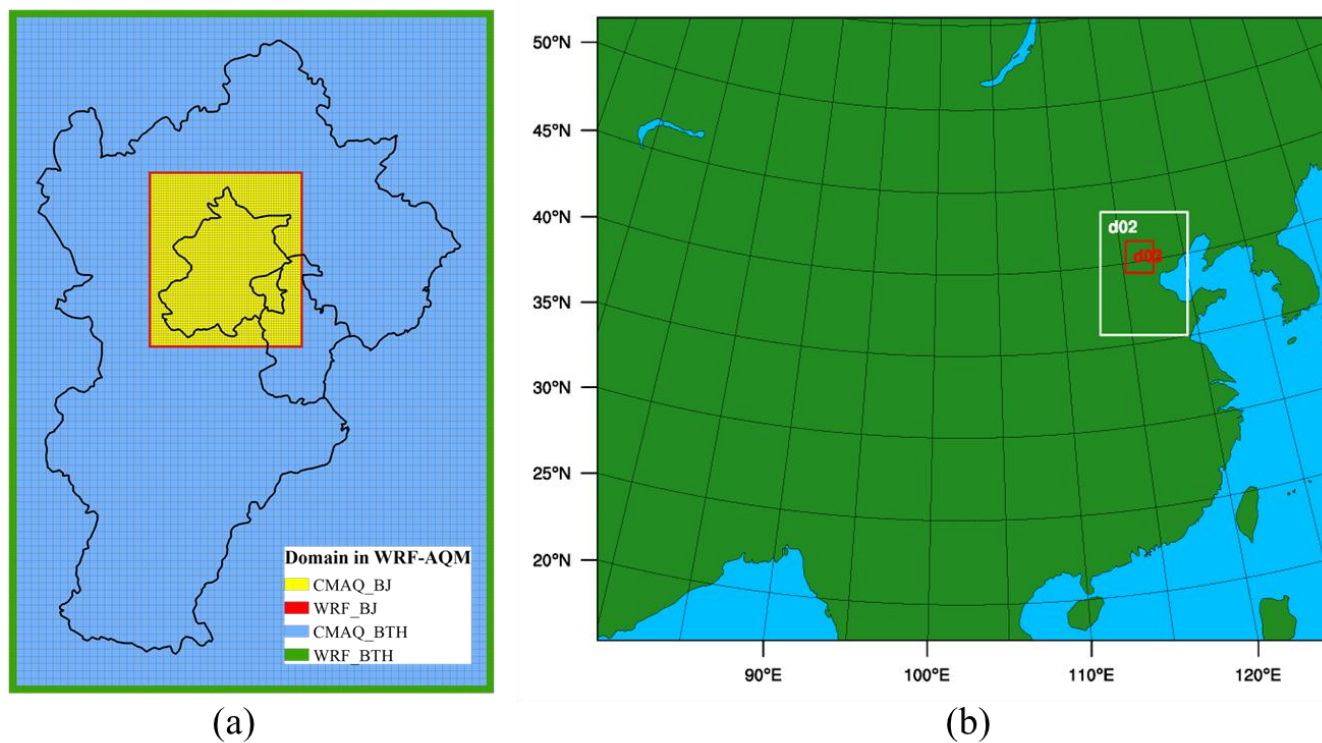 Domain in WRF-AQM
CMAQ_BJ
WRF_BJ
CMAQ_BTH
WRF_BTH
(a)
50°N
45°N
40°N
35°N
30°N
25°N
20°N
d02
90°E
100°E
110°E
120°E
(b)